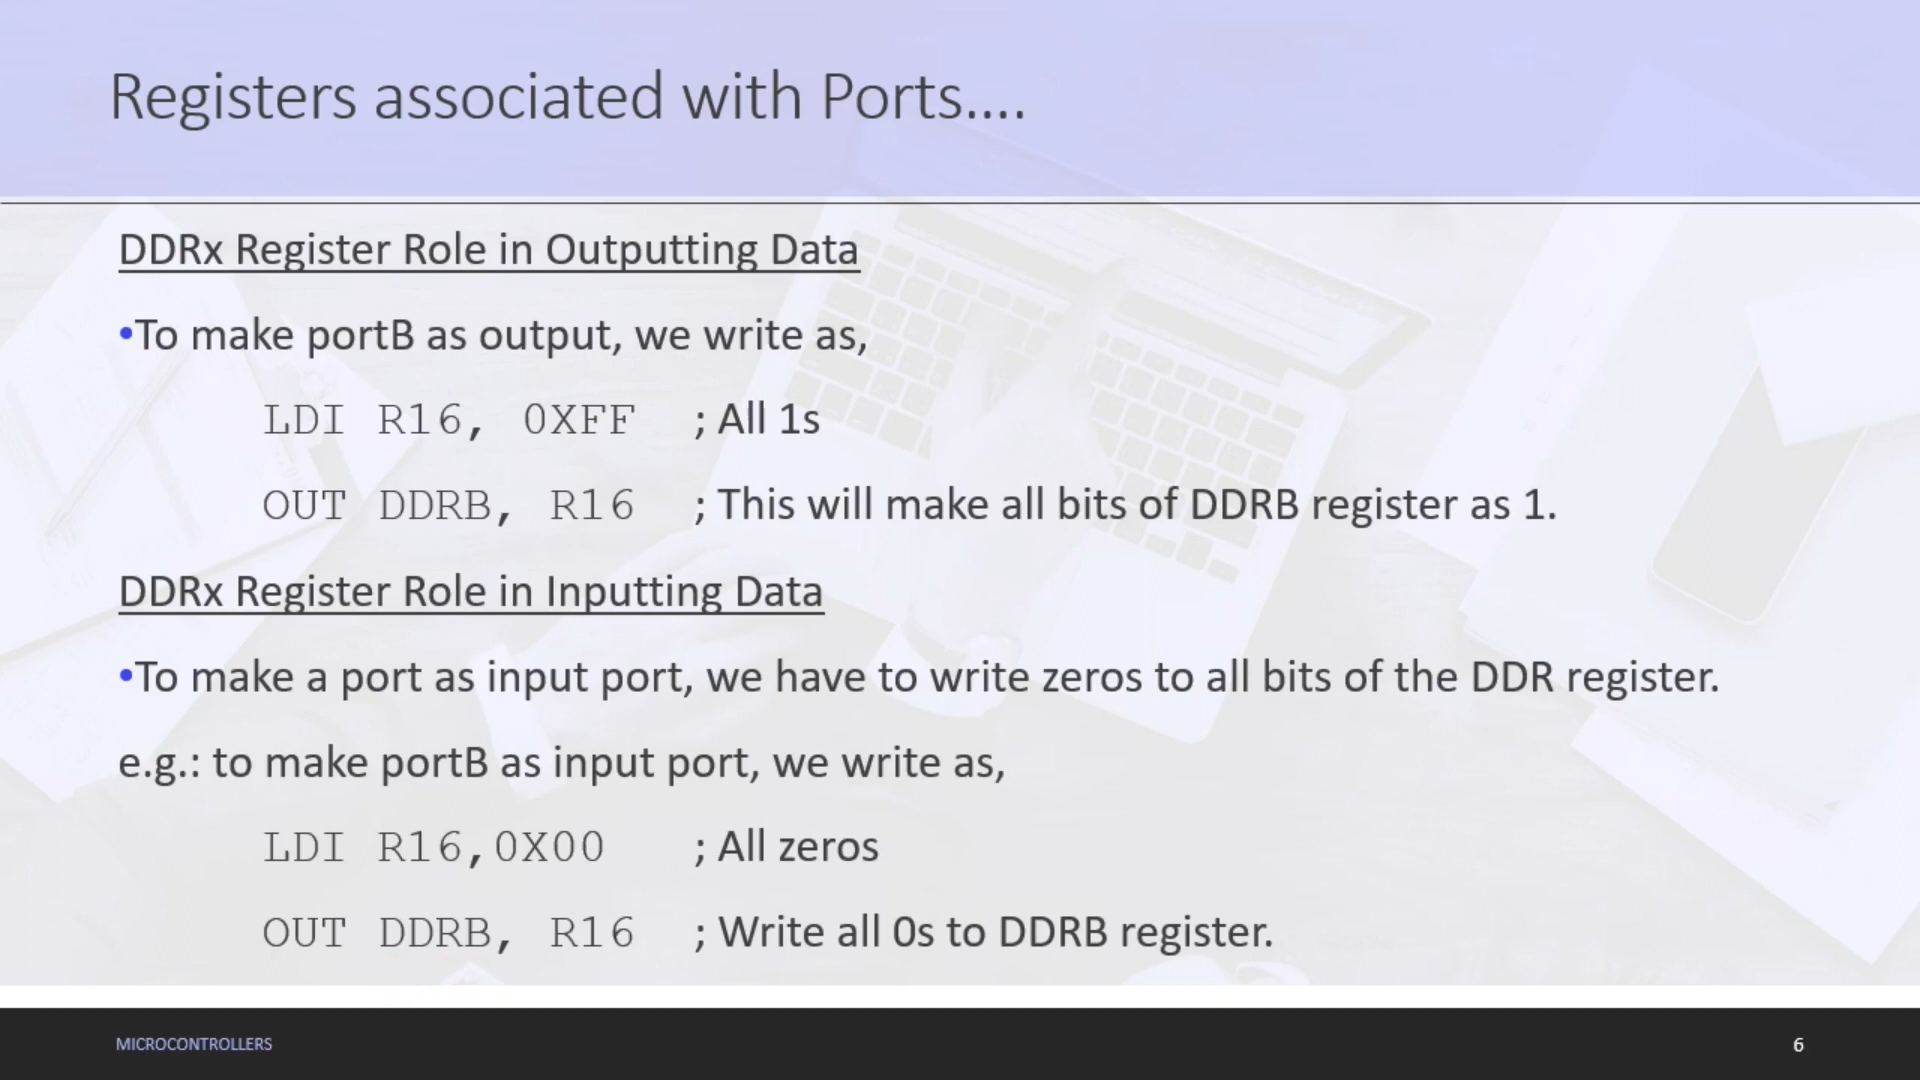 Registers associated with Ports....
DDRx Register Role in Outputting Data
•To make portB as output, we write as,
LDI R16, 0XFF ; All 1s
OUT DDRB, R16 ; This will make all bits of DDRB register as 1.
DDRx Register Role in Inputting Data
•To make a port as input port, we have to write zeros to all bits of the DDR register.
e.g.: to make portB as input port, we write as,
LDI R16,0X00 ; All zeros
OUT DDRB, R16 ; Write all 0s to DDRB register.
MICROCONTROLLERS
6